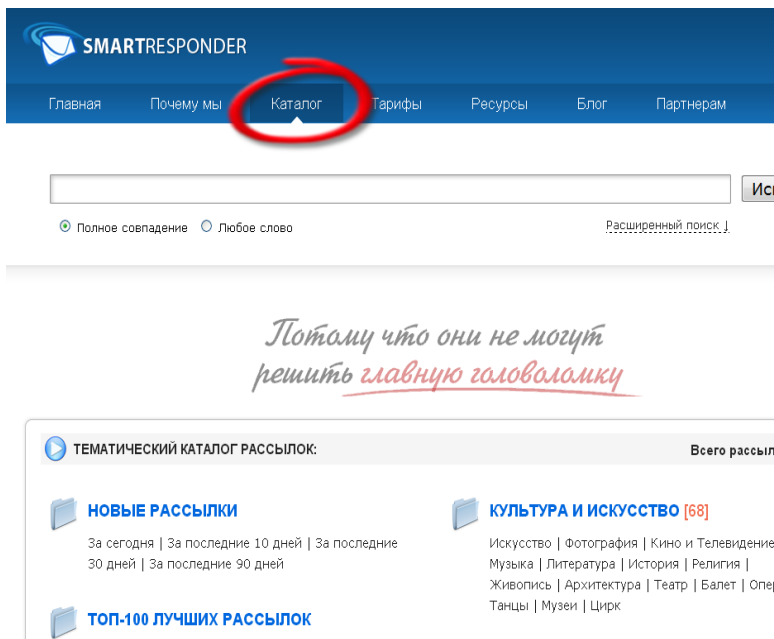 SMARTRESPONDER
Главная Почему мы Каталог Тарифы Ресурсы Блог Партнерам
Полное совпадение Любое слово Расширенный поиск ↓
Потому что они не могут
решить главную головоломку
ТЕМАТИЧЕСКИЙ КАТАЛОГ РАССЫЛОК: Всего
НОВЫЕ РАССЫЛКИ
За сегодня | За последние 10 дней | За последние
30 дней | За последние 90 дней
ТОП-100 ЛУЧШИХ РАССЫЛОК
КУЛЬТУРА И ИСКУССТВО [68]
Искусство | Фотография | Кино и Телевидение
Музыка | Литература | История | Религия |
Живопись | Архитектура | Театр | Балет |
Танцы | Музеи | Цирк